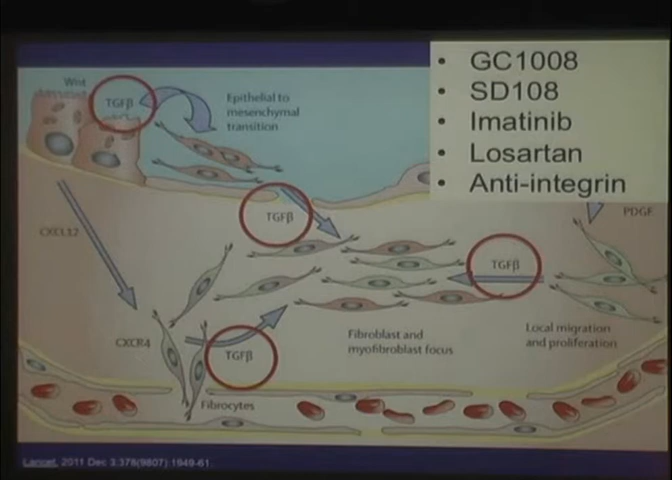 • GC1008
• SD108
• Imatinib
• Losartan
• Anti-integrin
Wnt
TGFβ
Epithelial to
mesenchymal
transition
TGFβ
PDGF
CXCL12
TGFβ
CXCR4
TGFβ
Fibroblast and
myofibroblast focus
Local migration
and proliferation
Fibrocytes
Lancet. 2011 Dec 3;378(9807):1949-61.